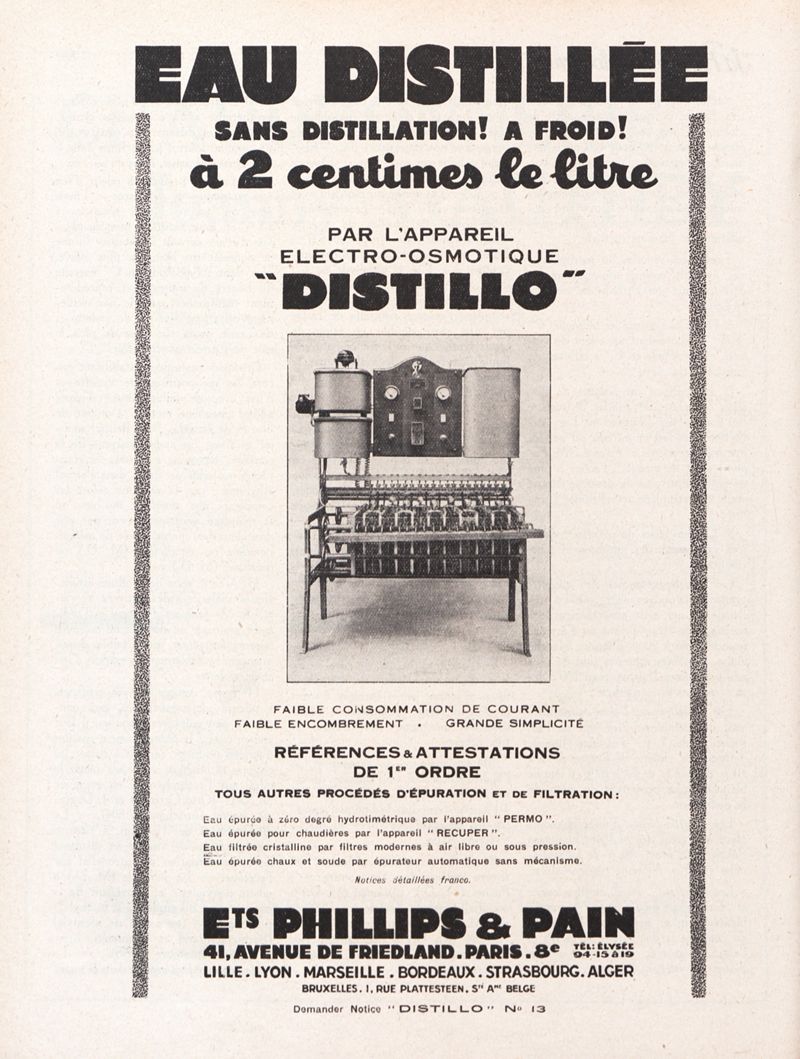 EAU DISTILLÉE
SANS DISTILLATION! A FROID!
à 2 centimes le litre
PAR L'APPAREIL
ELECTRO-OSMOTIQUE
"DISTILLO"
FAIBLE CONSOMMATION DE COURANT
FAIBLE ENCOMBREMENT . GRANDE SIMPLICITÉ
RÉFÉRENCES & ATTESTATIONS
DE 1ER ORDRE
TOUS AUTRES PROCÉDÉS D'ÉPURATION ET DE FILTRATION :
Eau épurée à zéro degré hydrotimétrique par l'appareil " PERMO ".
Eau épurée pour chaudières par l'appareil " RECUPER ".
Eau filtrée cristalline par filtres modernes à air libre ou sous pression.
Eau épurée chaux et soude par épurateur automatique sans mécanisme.
Notices détaillées franco.
ETS PHILLIPS & PAIN
41, AVENUE DE FRIEDLAND . PARIS . 8e TÉL: ÉLYSÉE 94-15 à 19
LILLE . LYON . MARSEILLE . BORDEAUX . STRASBOURG . ALGER
BRUXELLES . 1, RUE PLATTESTEEN . Sté Ame BELGE
Demander Notice "DISTILLO" No 13